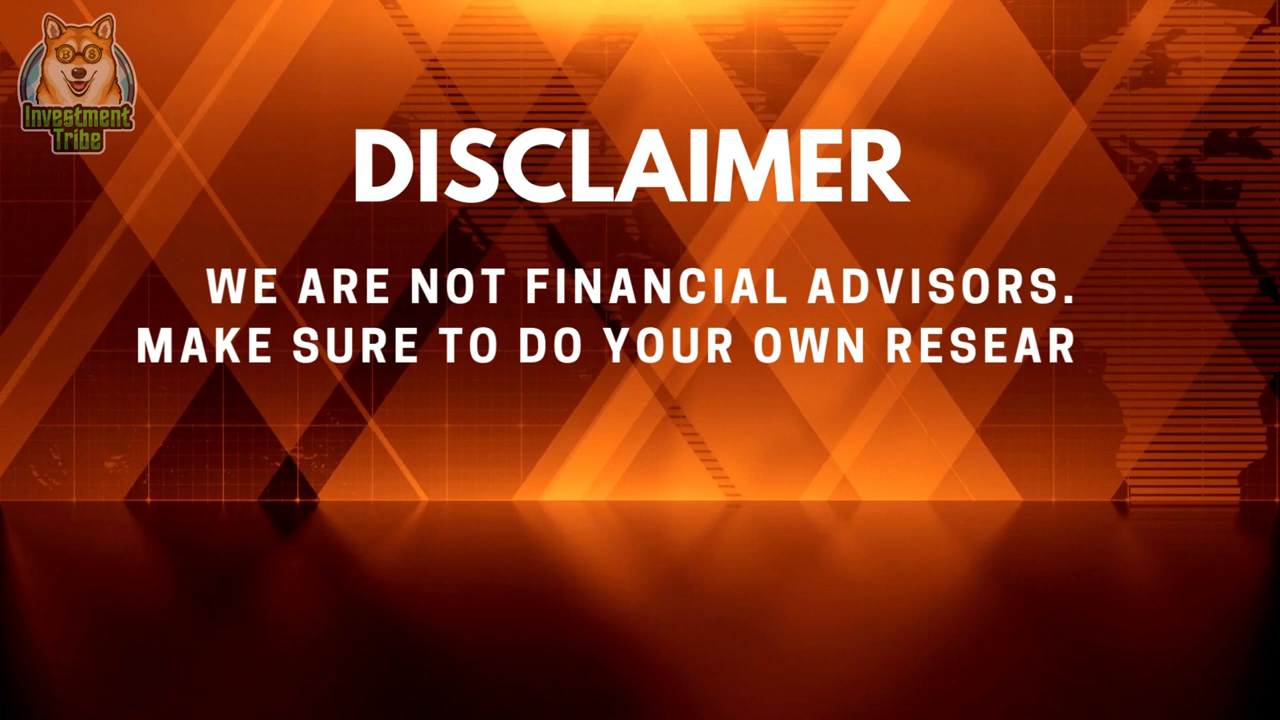 Investment
Tribe
DISCLAIMER
WE ARE NOT FINANCIAL ADVISORS.
MAKE SURE TO DO YOUR OWN RESEAR